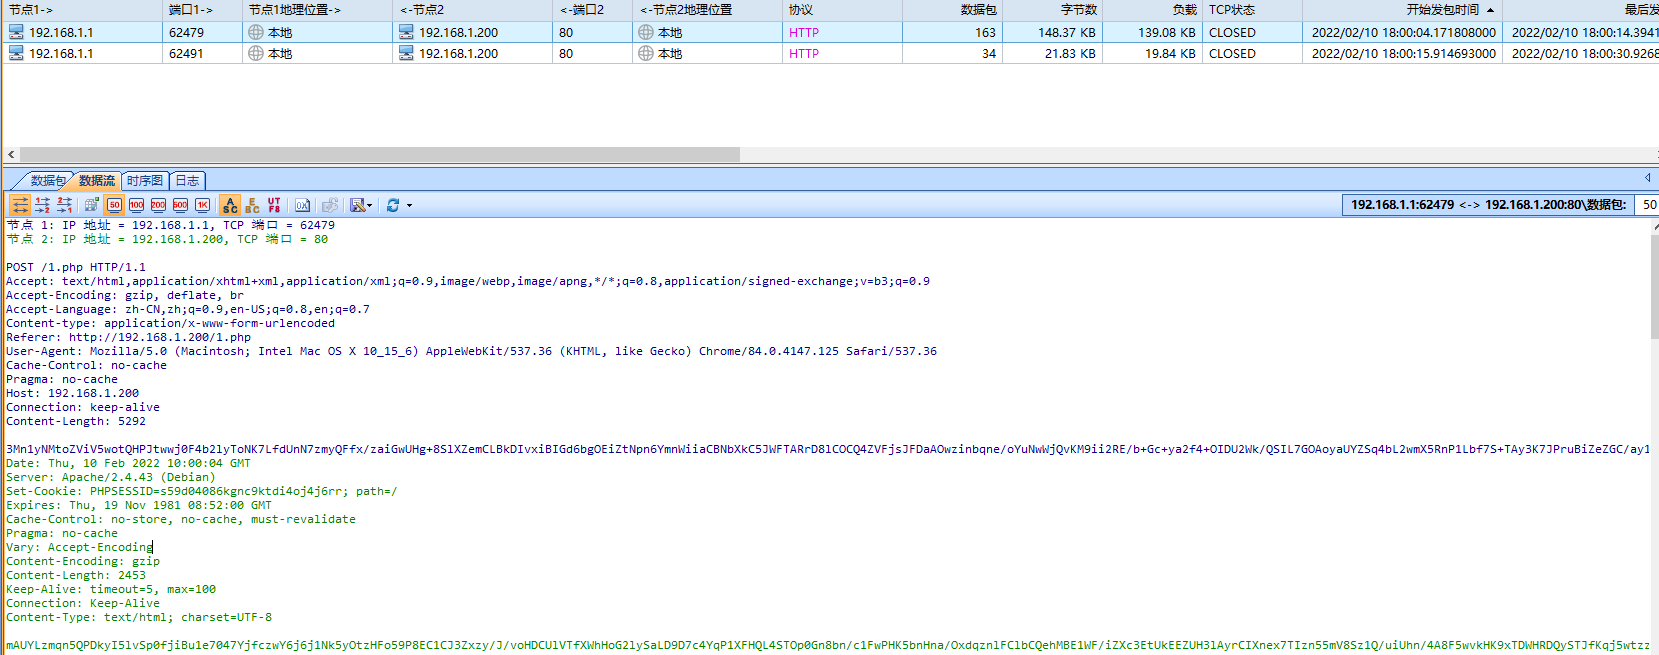 节点1-> 端口1-> 节点1地理位置-> <-节点2 <-端口2 <-节点2地理位置 协议 数据包 字节数 负载 TCP状态 开始发包时间 最后发
192.168.1.1 62479 本地 192.168.1.200 80 本地 HTTP 163 148.37 KB 139.08 KB CLOSED 2022/02/10 18:00:04.171808000 2022/02/10 18:00:14.3941
192.168.1.1 62491 本地 192.168.1.200 80 本地 HTTP 34 21.83 KB 19.84 KB CLOSED 2022/02/10 18:00:15.914693000 2022/02/10 18:00:30.9268
数据包 数据流 时序图 日志
50 100 200 500 1K ASC EBC UTF8 0X 192.168.1.1:62479 <-> 192.168.1.200:80\数据包: 50
节点 1: IP 地址 = 192.168.1.1, TCP 端口 = 62479
节点 2: IP 地址 = 192.168.1.200, TCP 端口 = 80
POST /1.php HTTP/1.1
Accept: text/html,application/xhtml+xml,application/xml;q=0.9,image/webp,image/apng,*/*;q=0.8,application/signed-exchange;v=b3;q=0.9
Accept-Encoding: gzip, deflate, br
Accept-Language: zh-CN,zh;q=0.9,en-US;q=0.8,en;q=0.7
Content-type: application/x-www-form-urlencoded
Referer: http://192.168.1.200/1.php
User-Agent: Mozilla/5.0 (Macintosh; Intel Mac OS X 10_15_6) AppleWebKit/537.36 (KHTML, like Gecko) Chrome/84.0.4147.125 Safari/537.36
Cache-Control: no-cache
Pragma: no-cache
Host: 192.168.1.200
Connection: keep-alive
Content-Length: 5292
3Mn1yNMtoZViV5wotQHPJtwwj0F4b2lyToNK7LfdUnN7zmyQFfx/zaiGwUHg+8SlXZemCLBkDIvxiBIGd6bgOEiZtNpn6YmnWiiaCBNbXkC5JWFTARrD8lCOCQ4ZVFjsJFDaAOwzinbqne/oYuNwWjQvKM9ii2RE/b+Gc+ya2f4+OIDU2Wk/QSIL7GOAoyaUYZSq4bL2wmX5RnP1Lbf7S+TAy3K7JPruBiZeZGC/ay1
Date: Thu, 10 Feb 2022 10:00:04 GMT
Server: Apache/2.4.43 (Debian)
Set-Cookie: PHPSESSID=s59d04086kgnc9ktdi4oj4j6rr; path=/
Expires: Thu, 19 Nov 1981 08:52:00 GMT
Cache-Control: no-store, no-cache, must-revalidate
Pragma: no-cache
Vary: Accept-Encoding
Content-Encoding: gzip
Content-Length: 2453
Keep-Alive: timeout=5, max=100
Connection: Keep-Alive
Content-Type: text/html; charset=UTF-8
mAUYLzmqn5QPDkyI5lvSp0fjiBu1e7047YjfczwY6j6j1Nk5yOtzHFo59P8EC1CJ3Zxzy/J/voHDCUlVTfXWhHoG2lySaLD9D7c4YqP1XFHQL4STOp0Gn8bn/c1FwPHK5bnHna/OxdqznlFClbCQehMBE1WF/iZXc3EtUkEEZUH3lAyrCIXnex7TIzn55mV8Sz1Q/uiUhn/4A8F5wvkHK9xTDWHRDQySTJfKqj5wtzz